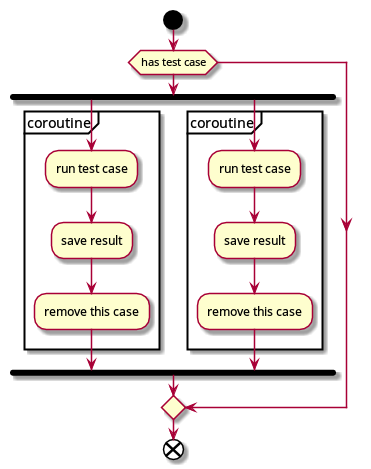 has test case
coroutine
coroutine
run test case
run test case
save result
save result
remove this case
remove this case